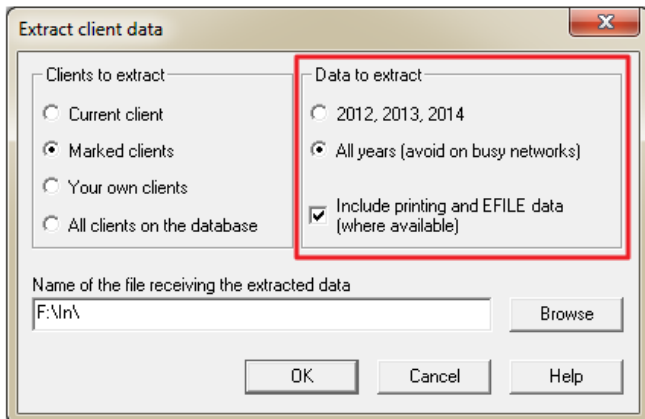 Extract client data
Clients to extract
Current client
Marked clients
Your own clients
All clients on the database
Data to extract
2012, 2013, 2014
All years (avoid on busy networks)
Include printing and EFILE data
(where available)
Name of the file receiving the extracted data
F:\In\
Browse
OK
Cancel
Help